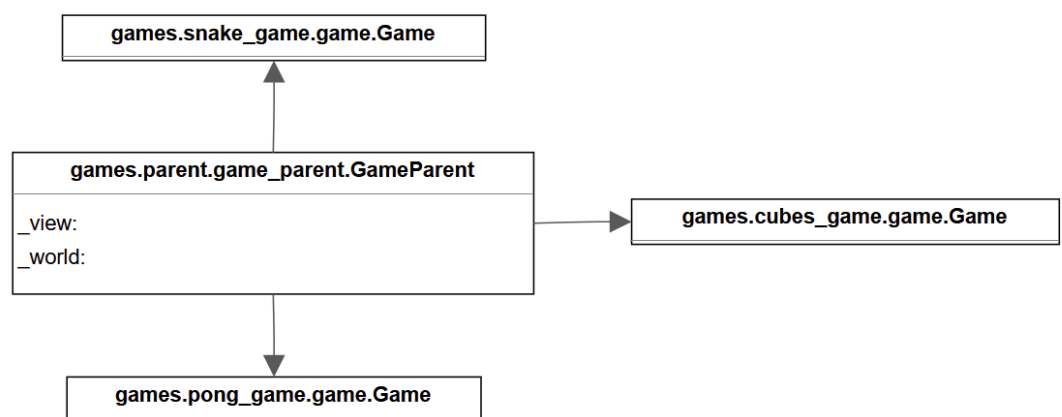 games.snake_game.game.Game
games.parent.game_parent.GameParent
_view:
_world:
games.cubes_game.game.Game
games.pong_game.game.Game